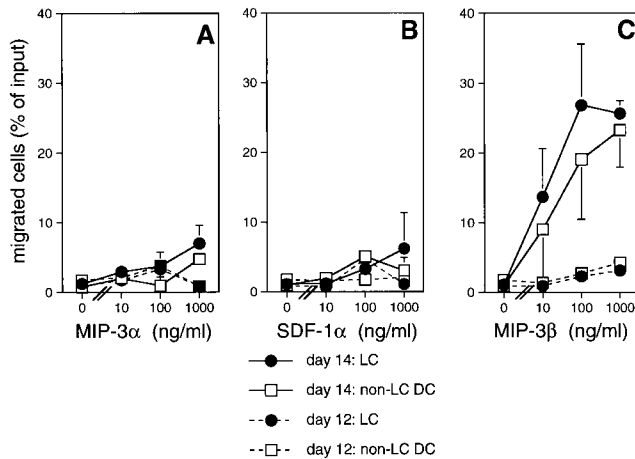 A
B
C
migrated cells (% of input)
40
30
20
10
0
40
30
20
10
0
40
30
20
10
0
0 10 100 1000
0 10 100 1000
0 10 100 1000
MIP-3α (ng/ml)
SDF-1α (ng/ml)
MIP-3β (ng/ml)
day 14: LC
day 14: non-LC DC
day 12: LC
day 12: non-LC DC